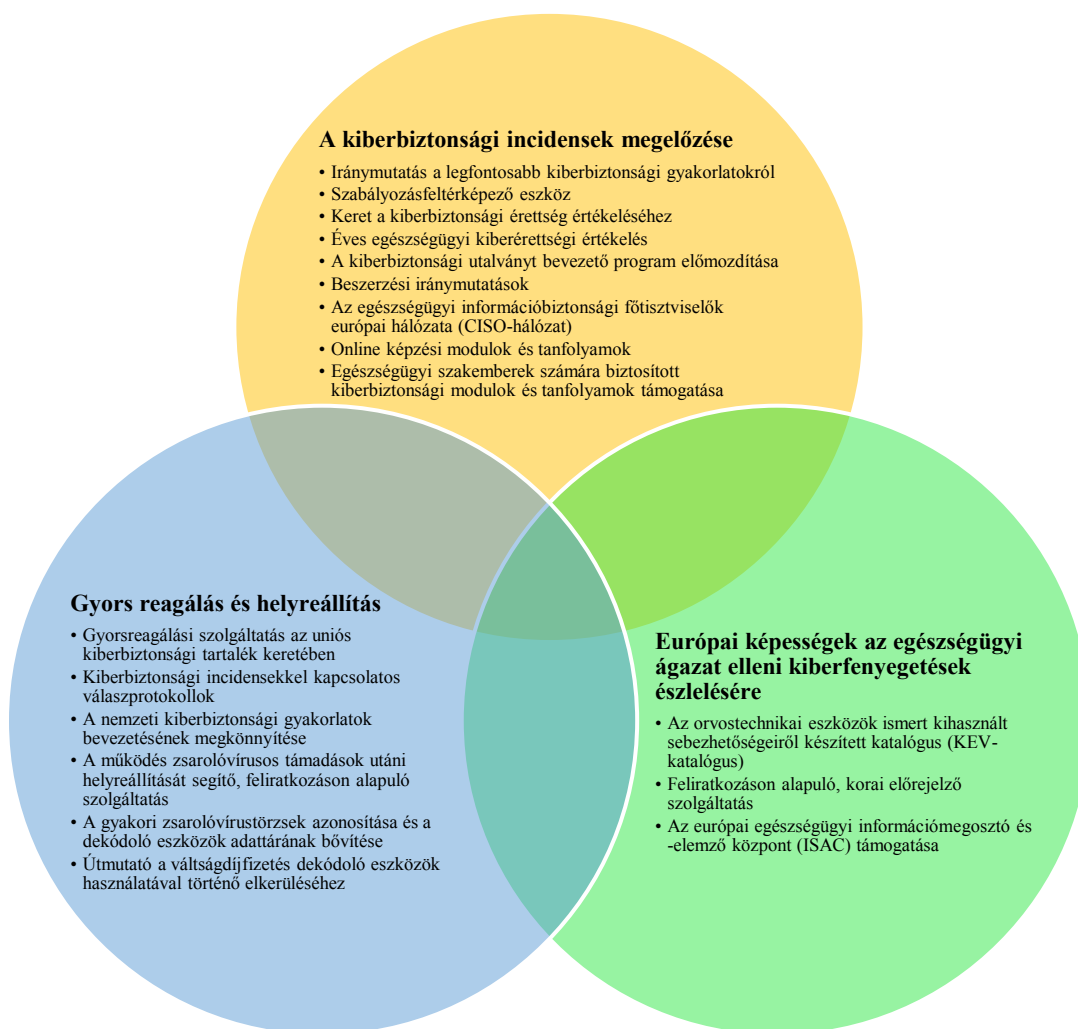 A kiberbiztonsági incidensek megelőzése
• Iránymutatás a legfontosabb kiberbiztonsági gyakorlatokról
• Szabályozásfeltérképező eszköz
• Keret a kiberbiztonsági érettség értékeléséhez
• Éves egészségügyi kiberérettségi értékelés
• A kiberbiztonsági utalványt bevezető program előmozdítása
• Beszerzési iránymutatások
• Az egészségügyi információbiztonsági főtisztviselők
európai hálózata (CISO-hálózat)
• Online képzési modulok és tanfolyamok
• Egészségügyi szakemberek számára biztosított
kiberbiztonsági modulok és tanfolyamok támogatása
Gyors reagálás és helyreállítás
• Gyorsreagálási szolgáltatás az uniós
kiberbiztonsági tartalék keretében
• Kiberbiztonsági incidensekkel kapcsolatos
válaszprotokollok
• A nemzeti kiberbiztonsági gyakorlatok
bevezetésének megkönnyítése
• A működés zsarolóvírusos támadások utáni
helyreállítását segítő, feliratkozáson alapuló
szolgáltatás
• A gyakori zsarolóvírustörzsek azonosítása és a
dekódoló eszközök adattárának bővítése
• Útmutató a váltságdíjfizetés dekódoló eszközök
használatával történő elkerüléséhez
Európai képességek az egészségügyi
ágazat elleni kiberfenyegetések
észlelésére
• Az orvostechnikai eszközök ismert kihasznált
sebezhetőségeiről készített katalógus (KEV-
katalógus)
• Feliratkozáson alapuló, korai előrejelző
szolgáltatás
• Az európai egészségügyi információmegosztó és
-elemző központ (ISAC) támogatása